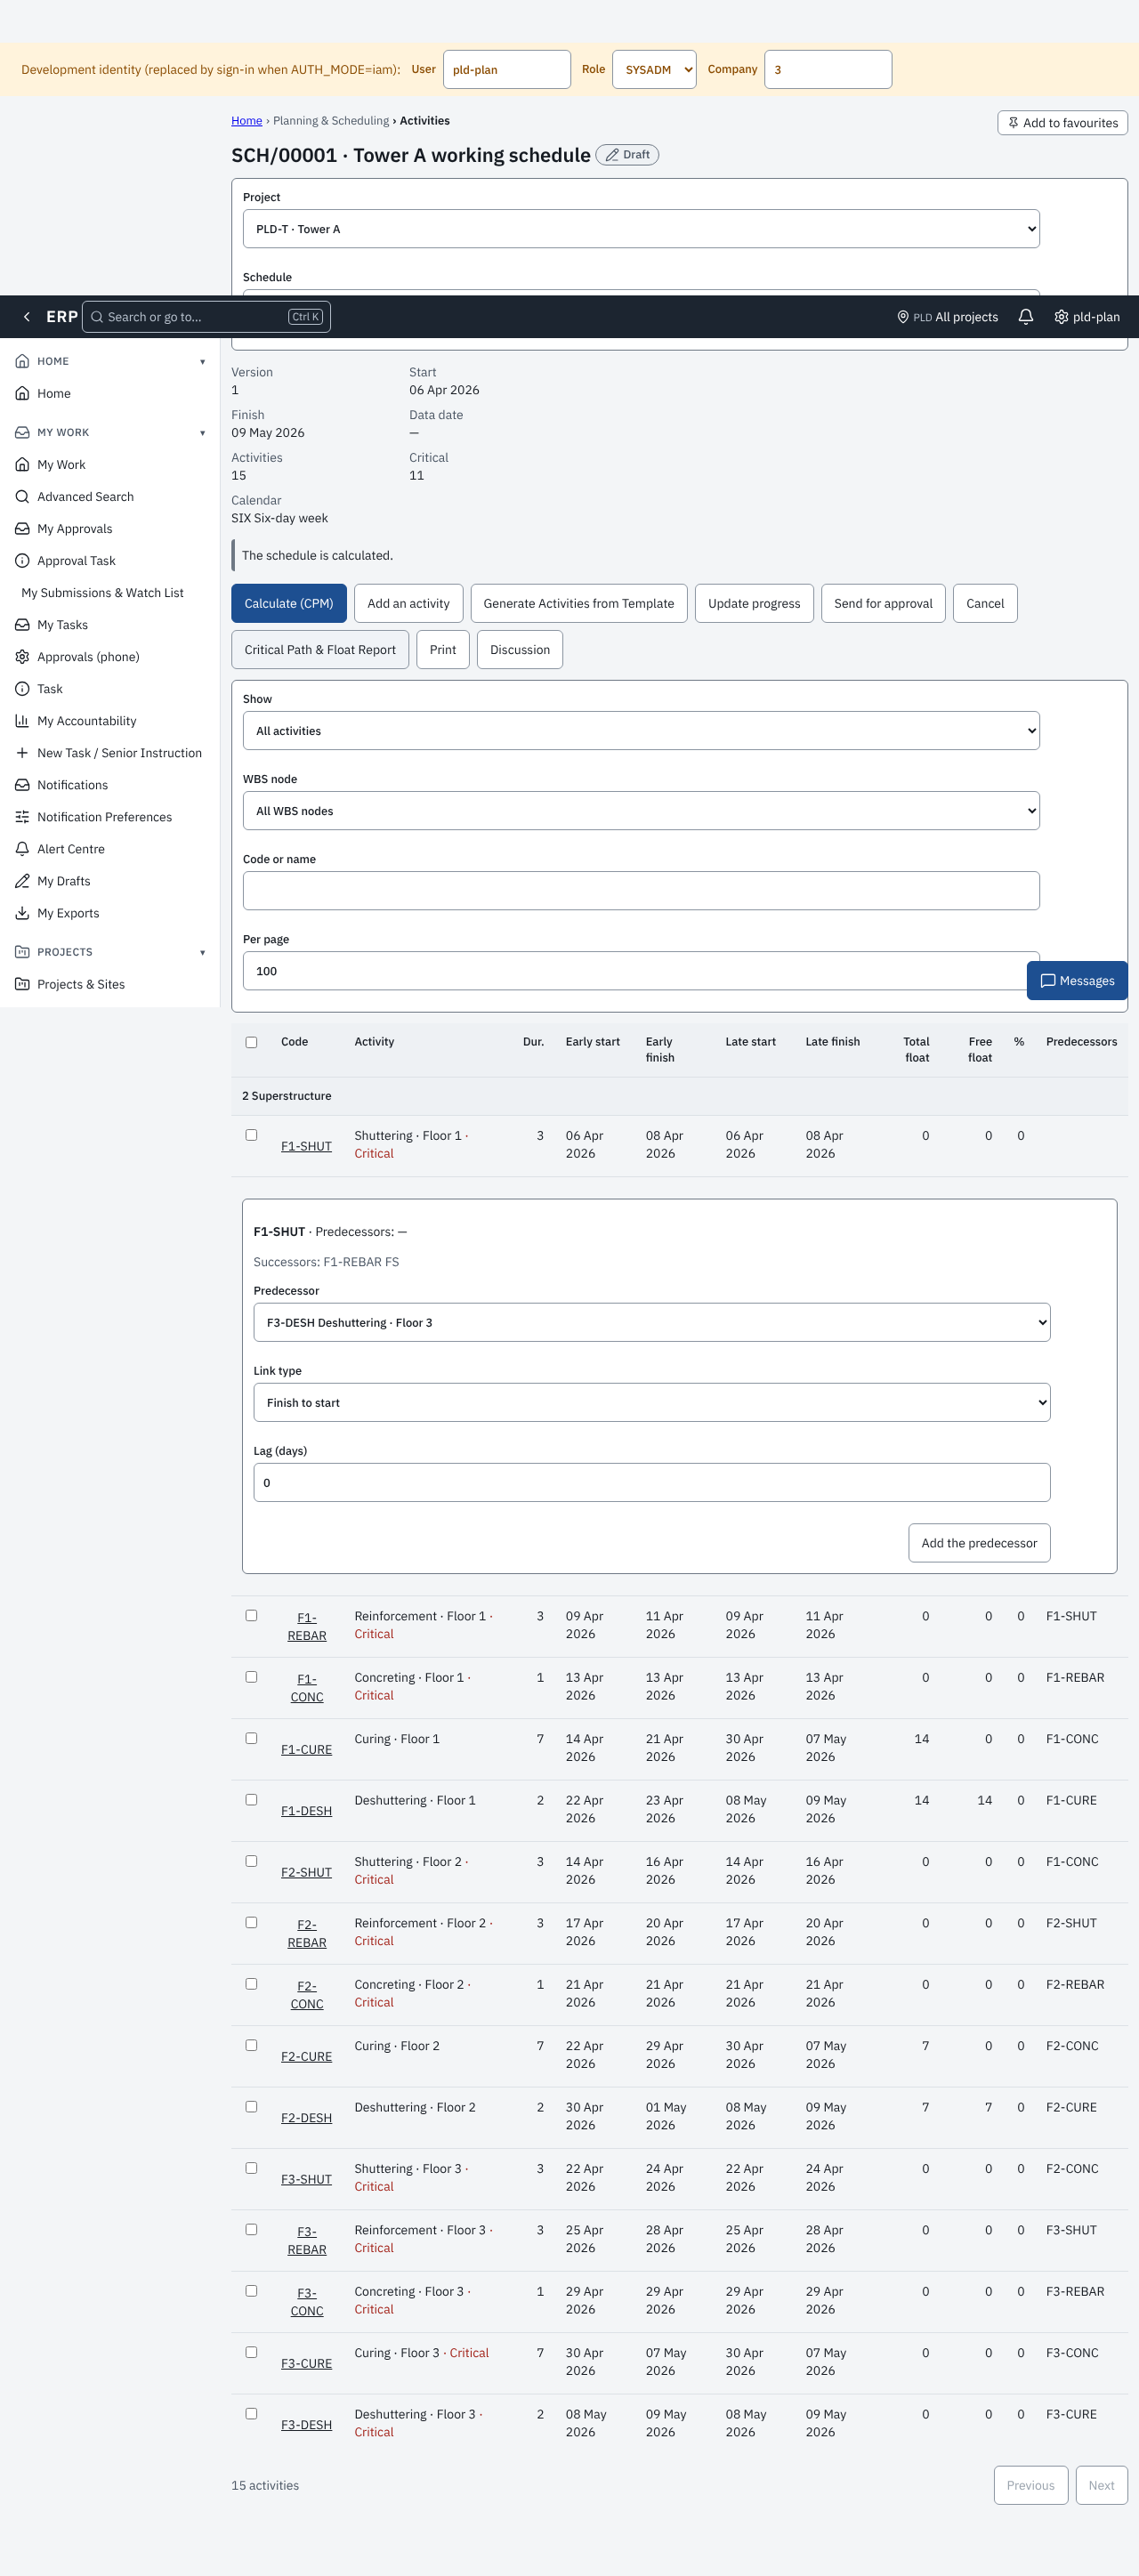 Development identity (replaced by sign-in when AUTH_MODE=iam): User pld-plan Role SYSADM Company 3
Home › Planning & Scheduling › Activities
Add to favourites
SCH/00001 · Tower A working schedule Draft
Project
PLD-T · Tower A
Schedule
ERP Search or go to... Ctrl K PLD All projects pld-plan
HOME
Home
MY WORK
My Work
Advanced Search
My Approvals
Approval Task
My Submissions & Watch List
My Tasks
Approvals (phone)
Task
My Accountability
New Task / Senior Instruction
Notifications
Notification Preferences
Alert Centre
My Drafts
My Exports
PROJECTS
Projects & Sites
Version
1
Start
06 Apr 2026
Finish
09 May 2026
Data date
—
Activities
15
Critical
11
Calendar
SIX Six-day week
The schedule is calculated.
Calculate (CPM) Add an activity Generate Activities from Template Update progress Send for approval Cancel
Critical Path & Float Report Print Discussion
Show
All activities
WBS node
All WBS nodes
Code or name
Per page
100
Messages
Code Activity Dur. Early start Early finish Late start Late finish Total float Free float % Predecessors
2 Superstructure
F1-SHUT Shuttering · Floor 1 · Critical 3 06 Apr 2026 08 Apr 2026 06 Apr 2026 08 Apr 2026 0 0 0
F1-SHUT · Predecessors: —
Successors: F1-REBAR FS
Predecessor
F3-DESH Deshuttering · Floor 3
Link type
Finish to start
Lag (days)
0
Add the predecessor
F1-REBAR Reinforcement · Floor 1 · Critical 3 09 Apr 2026 11 Apr 2026 09 Apr 2026 11 Apr 2026 0 0 0 F1-SHUT
F1-CONC Concreting · Floor 1 · Critical 1 13 Apr 2026 13 Apr 2026 13 Apr 2026 13 Apr 2026 0 0 0 F1-REBAR
F1-CURE Curing · Floor 1 7 14 Apr 2026 21 Apr 2026 30 Apr 2026 07 May 2026 14 0 0 F1-CONC
F1-DESH Deshuttering · Floor 1 2 22 Apr 2026 23 Apr 2026 08 May 2026 09 May 2026 14 14 0 F1-CURE
F2-SHUT Shuttering · Floor 2 · Critical 3 14 Apr 2026 16 Apr 2026 14 Apr 2026 16 Apr 2026 0 0 0 F1-CONC
F2-REBAR Reinforcement · Floor 2 · Critical 3 17 Apr 2026 20 Apr 2026 17 Apr 2026 20 Apr 2026 0 0 0 F2-SHUT
F2-CONC Concreting · Floor 2 · Critical 1 21 Apr 2026 21 Apr 2026 21 Apr 2026 21 Apr 2026 0 0 0 F2-REBAR
F2-CURE Curing · Floor 2 7 22 Apr 2026 29 Apr 2026 30 Apr 2026 07 May 2026 7 0 0 F2-CONC
F2-DESH Deshuttering · Floor 2 2 30 Apr 2026 01 May 2026 08 May 2026 09 May 2026 7 7 0 F2-CURE
F3-SHUT Shuttering · Floor 3 · Critical 3 22 Apr 2026 24 Apr 2026 22 Apr 2026 24 Apr 2026 0 0 0 F2-CONC
F3-REBAR Reinforcement · Floor 3 · Critical 3 25 Apr 2026 28 Apr 2026 25 Apr 2026 28 Apr 2026 0 0 0 F3-SHUT
F3-CONC Concreting · Floor 3 · Critical 1 29 Apr 2026 29 Apr 2026 29 Apr 2026 29 Apr 2026 0 0 0 F3-REBAR
F3-CURE Curing · Floor 3 · Critical 7 30 Apr 2026 07 May 2026 30 Apr 2026 07 May 2026 0 0 0 F3-CONC
F3-DESH Deshuttering · Floor 3 · Critical 2 08 May 2026 09 May 2026 08 May 2026 09 May 2026 0 0 0 F3-CURE
15 activities
Previous Next